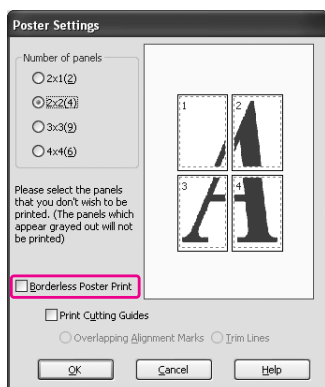 Poster Settings
Number of panels
2x1(2)
2x2(4)
3x3(9)
4x4(6)
1
2
3
4
Please select the panels
that you don't wish to be
printed. (The panels which
appear grayed out will not
be printed)
Borderless Poster Print
Print Cutting Guides
Overlapping Alignment Marks
Trim Lines
OK
Cancel
Help